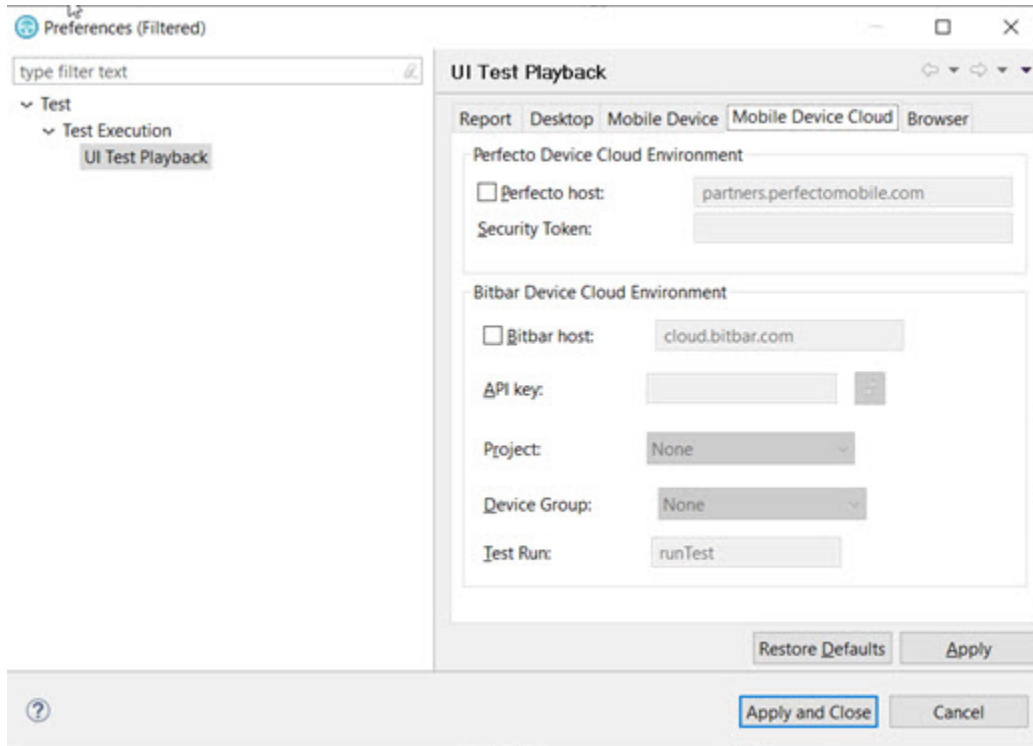 Preferences (Filtered)
type filter text
Test
Test Execution
UI Test Playback
UI Test Playback
Report Desktop Mobile Device Mobile Device Cloud Browser
Perfecto Device Cloud Environment
Perfecto host: partners.perfectomobile.com
Security Token:
Bitbar Device Cloud Environment
Bitbar host: cloud.bitbar.com
API key:
Project: None
Device Group: None
Test Run: runTest
Restore Defaults Apply
? Apply and Close Cancel